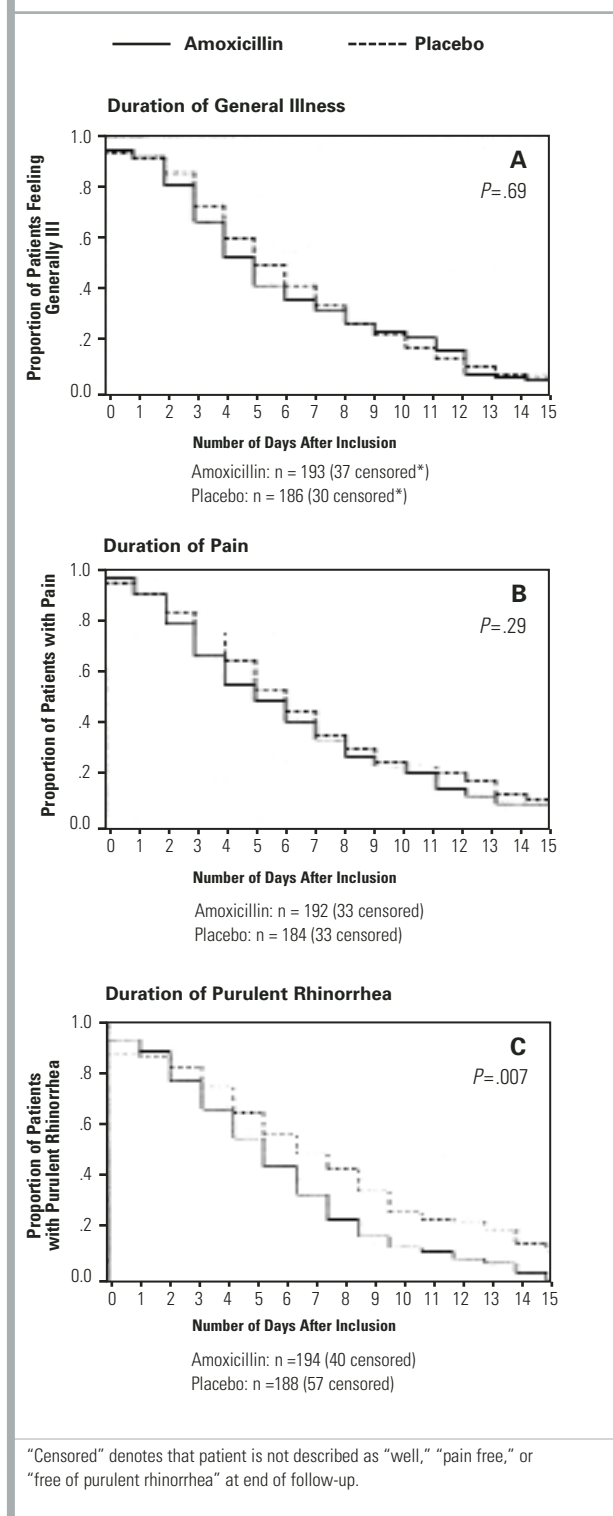 Amoxicillin Placebo
Duration of General Illness
Proportion of Patients Feeling
Generally Ill
1.0
.8
.6
.4
.2
0.0
A
P=.69
0 1 2 3 4 5 6 7 8 9 10 11 12 13 14 15
Number of Days After Inclusion
Amoxicillin: n = 193 (37 censored*)
Placebo: n = 186 (30 censored*)
Duration of Pain
Proportion of Patients with Pain
1.0
.8
.6
.4
.2
0.0
B
P=.29
0 1 2 3 4 5 6 7 8 9 10 11 12 13 14 15
Number of Days After Inclusion
Amoxicillin: n = 192 (33 censored)
Placebo: n = 184 (33 censored)
Duration of Purulent Rhinorrhea
Proportion of Patients
with Purulent Rhinorrhea
1.0
.8
.6
.4
.2
0.0
C
P=.007
0 1 2 3 4 5 6 7 8 9 10 11 12 13 14 15
Number of Days After Inclusion
Amoxicillin: n =194 (40 censored)
Placebo: n =188 (57 censored)
“Censored” denotes that patient is not described as “well,” “pain free,” or
“free of purulent rhinorrhea” at end of follow-up.